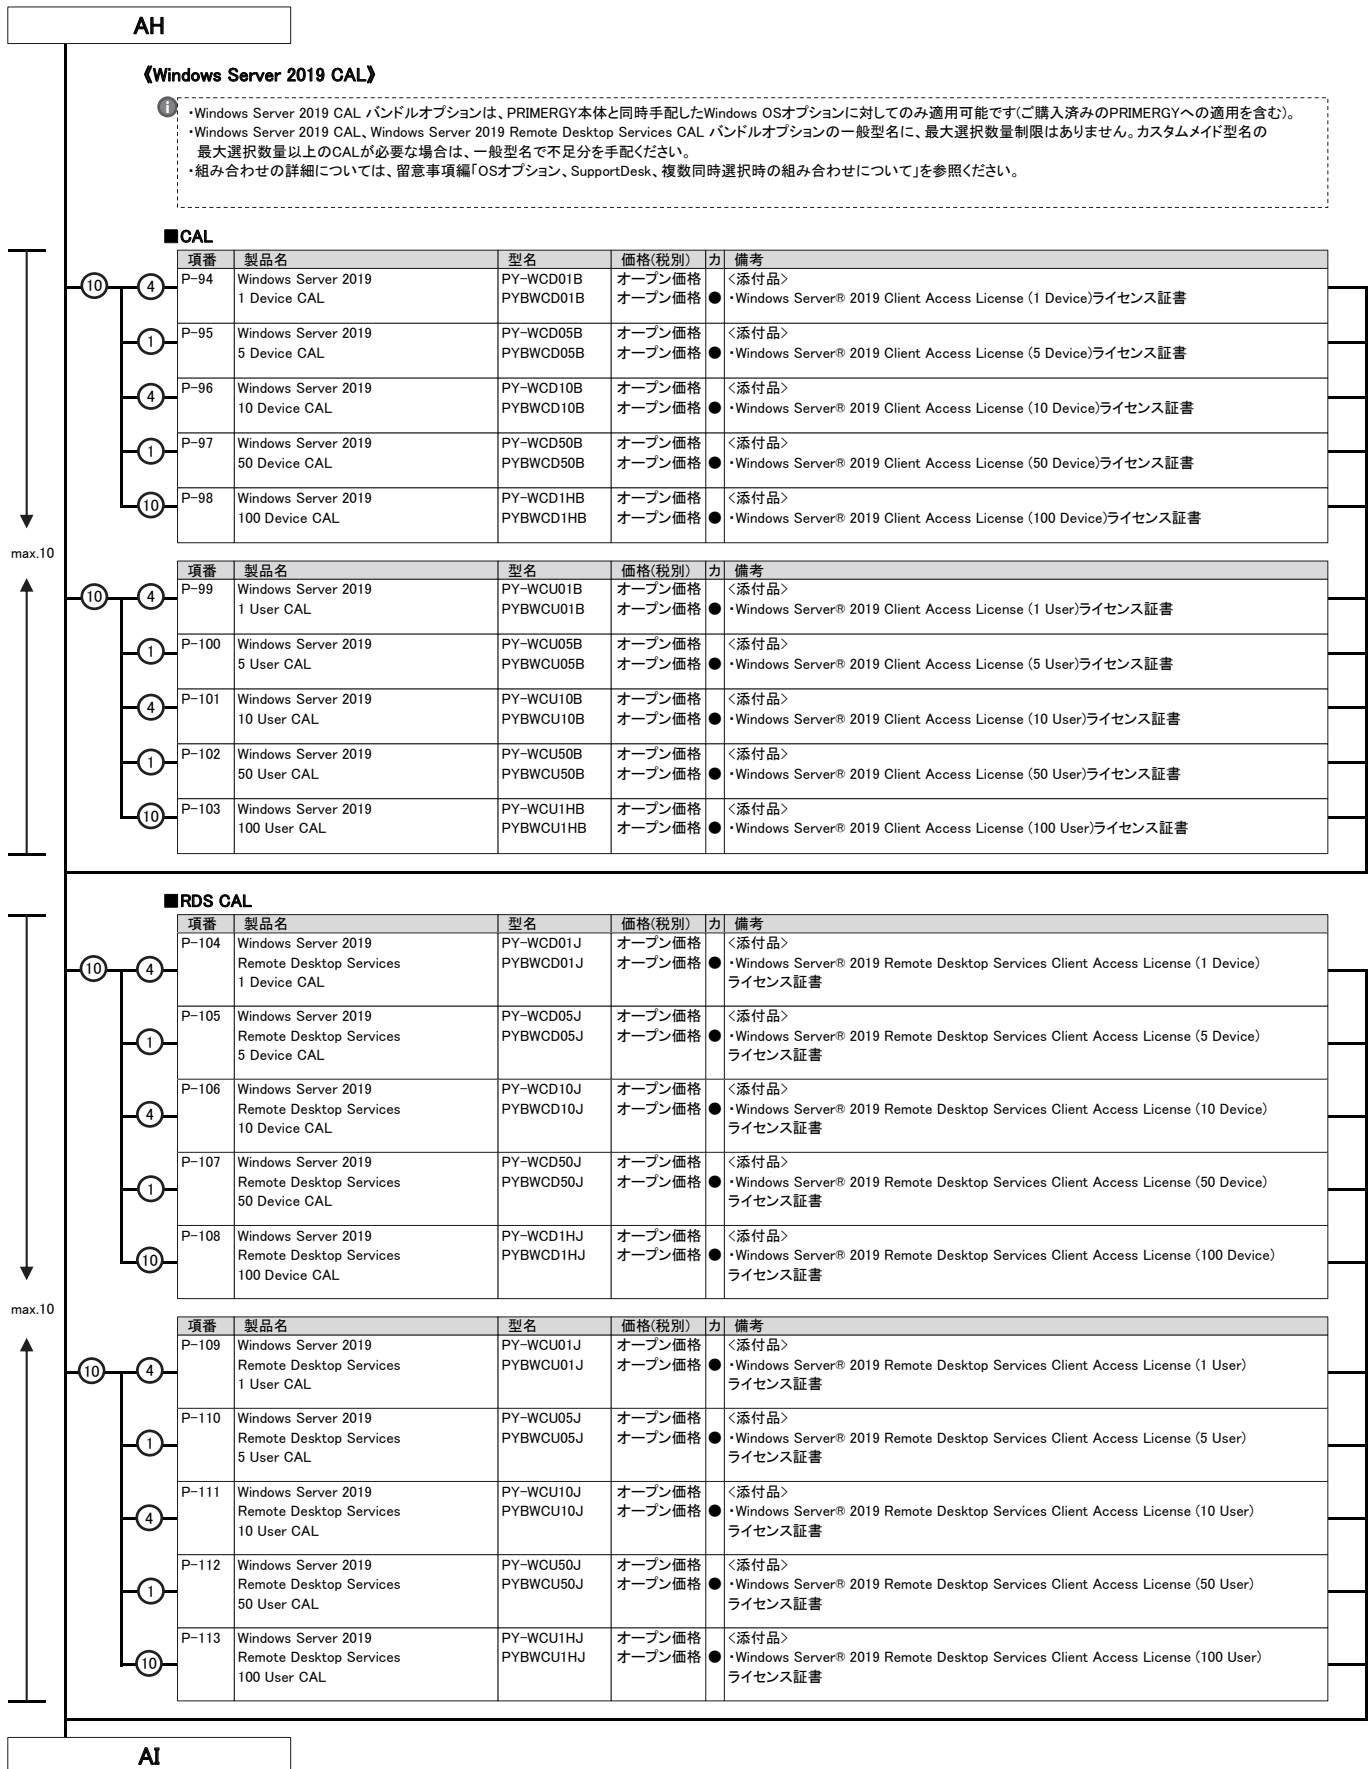 AH
《Windows Server 2019 CAL》
・Windows Server 2019 CAL バンドルオプションは、PRIMERGY本体と同時手配したWindows OSオプションに対してのみ適用可能です(ご購入済みのPRIMERGYへの適用を含む)。
・Windows Server 2019 CAL、Windows Server 2019 Remote Desktop Services CAL バンドルオプションの一般型名に、最大選択数量制限はありません。カスタムメイド型名の
最大選択数量以上のCALが必要な場合は、一般型名で不足分を手配ください。
・組み合わせの詳細については、留意事項編「OSオプション、SupportDesk、複数同時選択時の組み合わせについて」を参照ください。
■CAL
項番 製品名 型名 価格(税別) カ 備考
P-94 Windows Server 2019 PY-WCD01B オープン価格 <添付品>
10 4 1 Device CAL PYBWCD01B オープン価格 ● ・Windows Server® 2019 Client Access License (1 Device)ライセンス証書
P-95 Windows Server 2019 PY-WCD05B オープン価格 <添付品>
1 5 Device CAL PYBWCD05B オープン価格 ● ・Windows Server® 2019 Client Access License (5 Device)ライセンス証書
P-96 Windows Server 2019 PY-WCD10B オープン価格 <添付品>
4 10 Device CAL PYBWCD10B オープン価格 ● ・Windows Server® 2019 Client Access License (10 Device)ライセンス証書
P-97 Windows Server 2019 PY-WCD50B オープン価格 <添付品>
1 50 Device CAL PYBWCD50B オープン価格 ● ・Windows Server® 2019 Client Access License (50 Device)ライセンス証書
P-98 Windows Server 2019 PY-WCD1HB オープン価格 <添付品>
10 100 Device CAL PYBWCD1HB オープン価格 ● ・Windows Server® 2019 Client Access License (100 Device)ライセンス証書
max.10
項番 製品名 型名 価格(税別) カ 備考
P-99 Windows Server 2019 PY-WCU01B オープン価格 <添付品>
10 4 1 User CAL PYBWCU01B オープン価格 ● ・Windows Server® 2019 Client Access License (1 User)ライセンス証書
P-100 Windows Server 2019 PY-WCU05B オープン価格 <添付品>
1 5 User CAL PYBWCU05B オープン価格 ● ・Windows Server® 2019 Client Access License (5 User)ライセンス証書
P-101 Windows Server 2019 PY-WCU10B オープン価格 <添付品>
4 10 User CAL PYBWCU10B オープン価格 ● ・Windows Server® 2019 Client Access License (10 User)ライセンス証書
P-102 Windows Server 2019 PY-WCU50B オープン価格 <添付品>
1 50 User CAL PYBWCU50B オープン価格 ● ・Windows Server® 2019 Client Access License (50 User)ライセンス証書
P-103 Windows Server 2019 PY-WCU1HB オープン価格 <添付品>
10 100 User CAL PYBWCU1HB オープン価格 ● ・Windows Server® 2019 Client Access License (100 User)ライセンス証書
■RDS CAL
項番 製品名 型名 価格(税別) カ 備考
P-104 Windows Server 2019 PY-WCD01J オープン価格 <添付品>
10 4 Remote Desktop Services PYBWCD01J オープン価格 ● ・Windows Server® 2019 Remote Desktop Services Client Access License (1 Device)
1 Device CAL ライセンス証書
P-105 Windows Server 2019 PY-WCD05J オープン価格 <添付品>
1 Remote Desktop Services PYBWCD05J オープン価格 ● ・Windows Server® 2019 Remote Desktop Services Client Access License (5 Device)
5 Device CAL ライセンス証書
P-106 Windows Server 2019 PY-WCD10J オープン価格 <添付品>
4 Remote Desktop Services PYBWCD10J オープン価格 ● ・Windows Server® 2019 Remote Desktop Services Client Access License (10 Device)
10 Device CAL ライセンス証書
P-107 Windows Server 2019 PY-WCD50J オープン価格 <添付品>
1 Remote Desktop Services PYBWCD50J オープン価格 ● ・Windows Server® 2019 Remote Desktop Services Client Access License (50 Device)
50 Device CAL ライセンス証書
P-108 Windows Server 2019 PY-WCD1HJ オープン価格 <添付品>
10 Remote Desktop Services PYBWCD1HJ オープン価格 ● ・Windows Server® 2019 Remote Desktop Services Client Access License (100 Device)
100 Device CAL ライセンス証書
max.10
項番 製品名 型名 価格(税別) カ 備考
P-109 Windows Server 2019 PY-WCU01J オープン価格 <添付品>
10 4 Remote Desktop Services PYBWCU01J オープン価格 ● ・Windows Server® 2019 Remote Desktop Services Client Access License (1 User)
1 User CAL ライセンス証書
P-110 Windows Server 2019 PY-WCU05J オープン価格 <添付品>
1 Remote Desktop Services PYBWCU05J オープン価格 ● ・Windows Server® 2019 Remote Desktop Services Client Access License (5 User)
5 User CAL ライセンス証書
P-111 Windows Server 2019 PY-WCU10J オープン価格 <添付品>
4 Remote Desktop Services PYBWCU10J オープン価格 ● ・Windows Server® 2019 Remote Desktop Services Client Access License (10 User)
10 User CAL ライセンス証書
P-112 Windows Server 2019 PY-WCU50J オープン価格 <添付品>
1 Remote Desktop Services PYBWCU50J オープン価格 ● ・Windows Server® 2019 Remote Desktop Services Client Access License (50 User)
50 User CAL ライセンス証書
P-113 Windows Server 2019 PY-WCU1HJ オープン価格 <添付品>
10 Remote Desktop Services PYBWCU1HJ オープン価格 ● ・Windows Server® 2019 Remote Desktop Services Client Access License (100 User)
100 User CAL ライセンス証書
AI